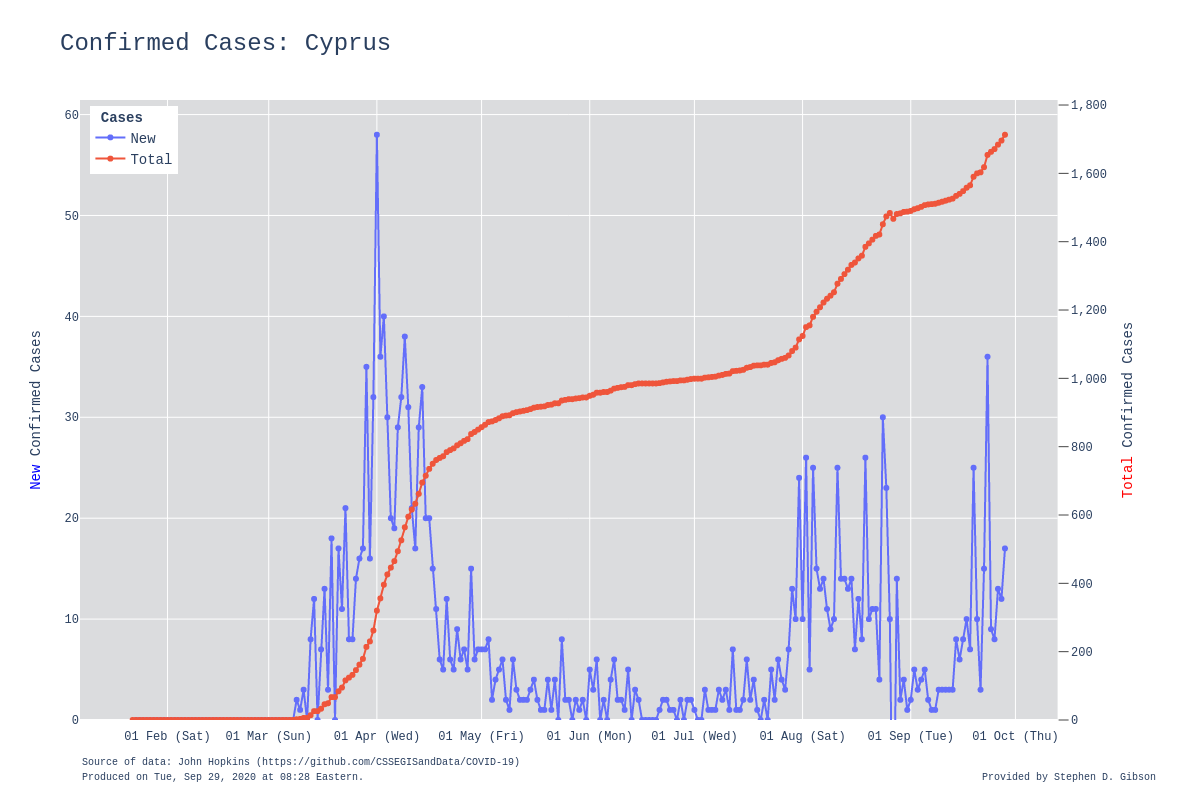 Confirmed Cases: Cyprus
Cases
New
Total
60
50
40
30
20
10
0
New Confirmed Cases
1,800
1,600
1,400
1,200
1,000
800
600
400
200
0
Total Confirmed Cases
01 Feb (Sat) 01 Mar (Sun) 01 Apr (Wed) 01 May (Fri) 01 Jun (Mon) 01 Jul (Wed) 01 Aug (Sat) 01 Sep (Tue) 01 Oct (Thu)
Source of data: John Hopkins (https://github.com/CSSEGISandData/COVID-19)
Produced on Tue, Sep 29, 2020 at 08:28 Eastern.
Provided by Stephen D. Gibson